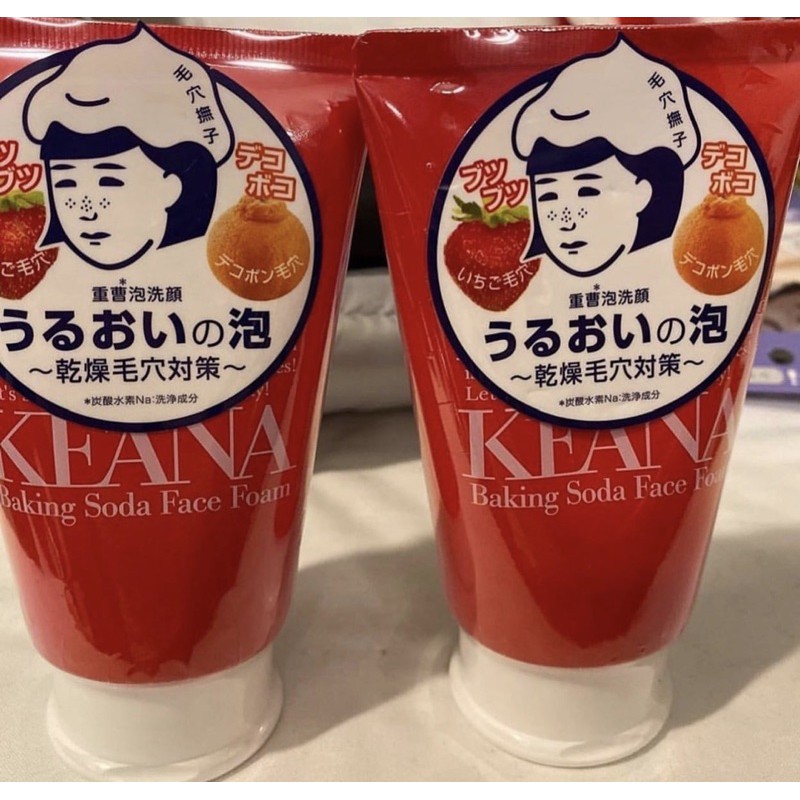 毛穴撫子
ツ
ブツ
デコ
ボコ
ご毛穴
デコポン毛穴
*
重曹泡洗顔
うるおいの泡
〜乾燥毛穴対策〜
*炭酸水素Na:洗浄成分
KEANA
Baking Soda Face Foam
毛穴撫子
ブツ
ブツ
デコ
ボコ
いちご毛穴
デコポン毛穴
*
重曹泡洗顔
うるおいの泡
〜乾燥毛穴対策〜
*炭酸水素Na:洗浄成分
KEANA
Baking Soda Face Foam